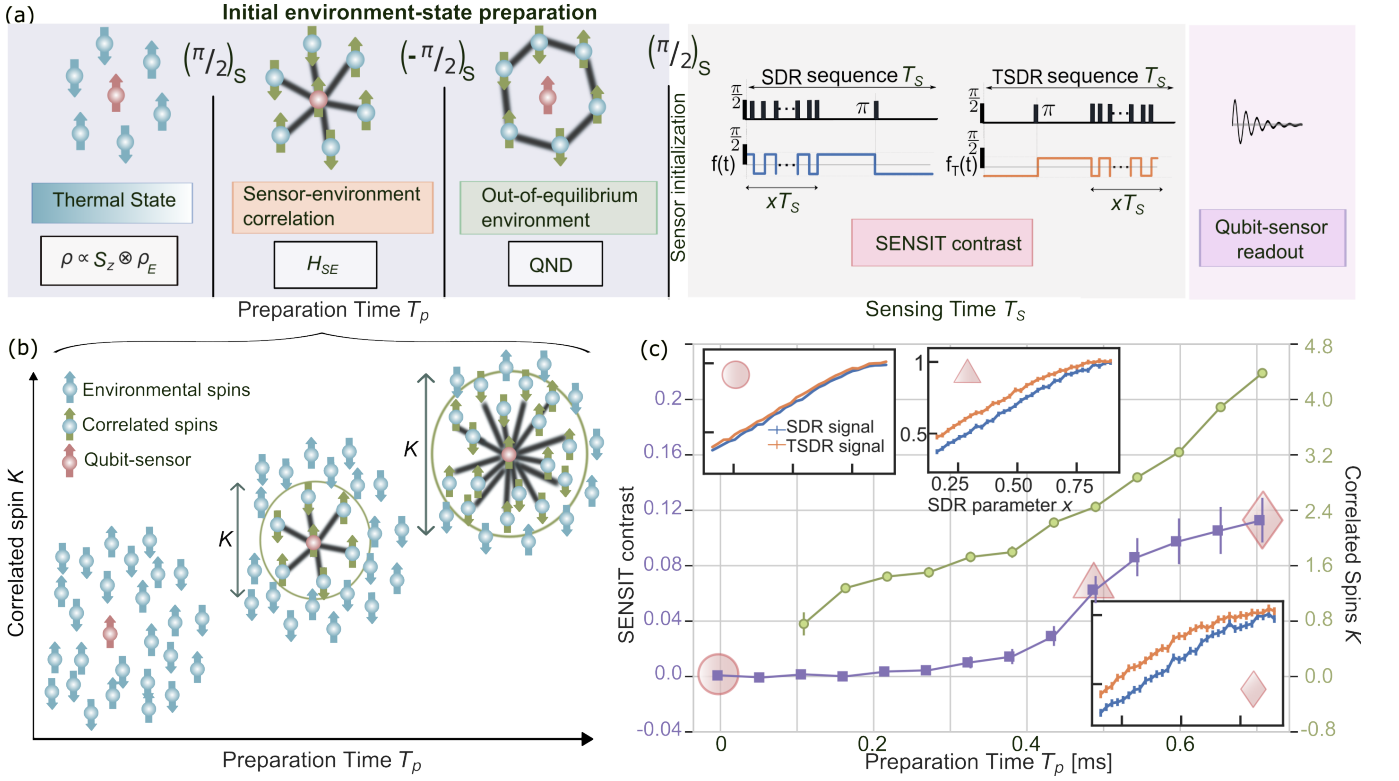 (a)
Initial environment-state preparation
(π/2)S
(-π/2)S
(π/2)S
Thermal State
Sensor-environment
correlation
Out-of-equilibrium
environment
ρ ∝ Sz ⊗ ρE
HSE
QND
Preparation Time Tp
Sensor initialization
SDR sequence TS
π/2
π
π/2
f(t)
xTS
TSDR sequence TS
π/2
π
π/2
fT(t)
xTS
SENSIT contrast
Sensing Time TS
Qubit-sensor
readout
(b)
Correlated spin K
Environmental spins
Correlated spins
Qubit-sensor
K
K
Preparation Time Tp
(c)
SENSIT contrast
0.2
0.16
0.12
0.08
0.04
0.0
-0.04
SDR signal
TSDR signal
1
0.5
0.25
0.50
0.75
SDR parameter x
4.8
4.0
3.2
2.4
1.6
0.8
0.0
-0.8
Correlated Spins K
0
0.2
0.4
0.6
Preparation Time Tp [ms]